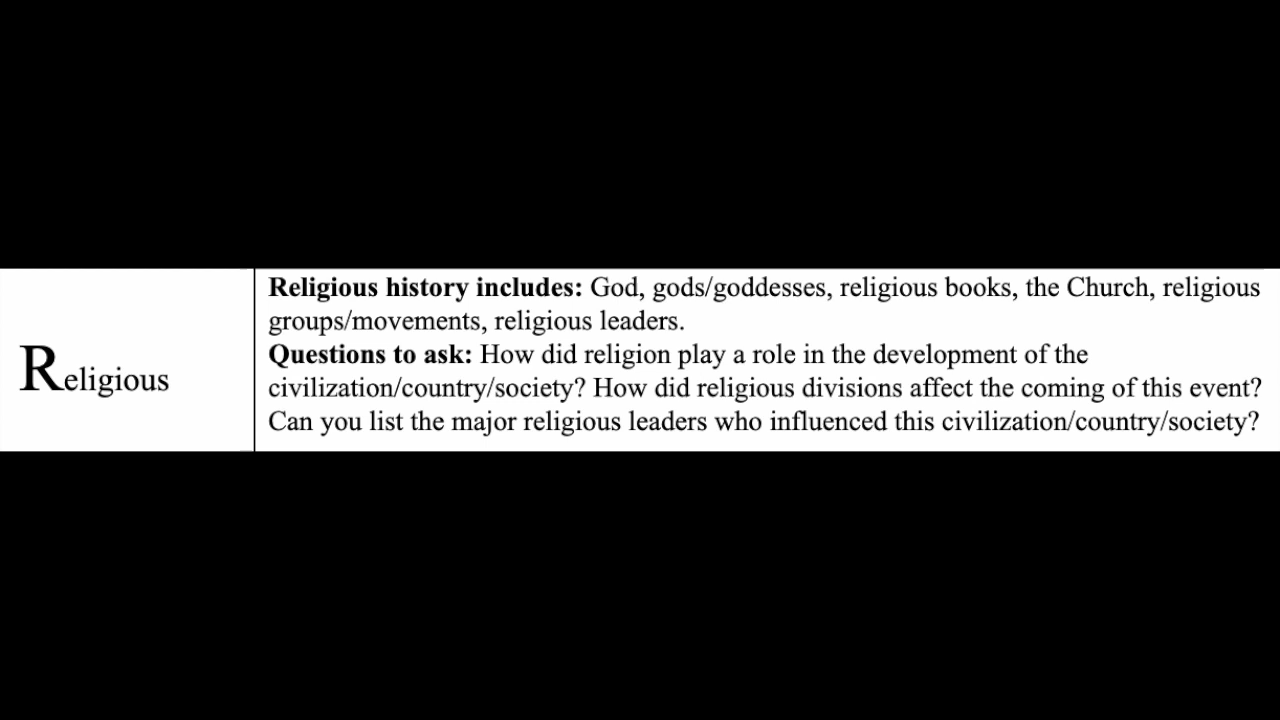 Religious
Religious history includes: God, gods/goddesses, religious books, the Church, religious
groups/movements, religious leaders.
Questions to ask: How did religion play a role in the development of the
civilization/country/society? How did religious divisions affect the coming of this event?
Can you list the major religious leaders who influenced this civilization/country/society?